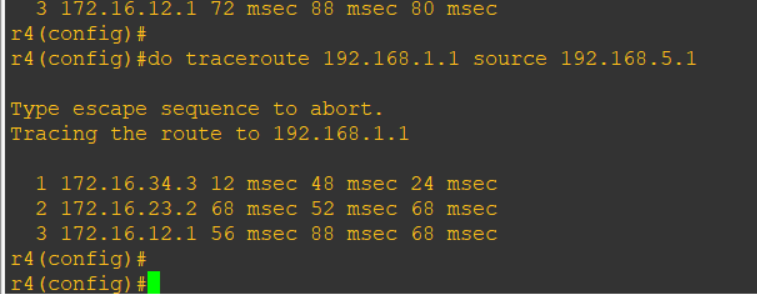 3 172.16.12.1 72 msec 88 msec 80 msec
r4(config)#
r4(config)#do traceroute 192.168.1.1 source 192.168.5.1
Type escape sequence to abort.
Tracing the route to 192.168.1.1
1 172.16.34.3 12 msec 48 msec 24 msec
2 172.16.23.2 68 msec 52 msec 68 msec
3 172.16.12.1 56 msec 88 msec 68 msec
r4(config)#
r4(config)#